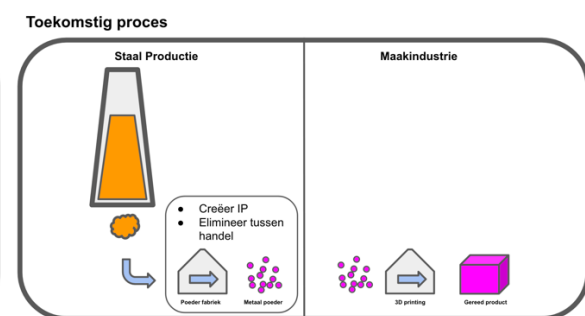 Toekomstig proces
Staal Productie
Maakindustrie
● Creëer IP
● Elimineer tussen
handel
Poeder fabriek
Metaal poeder
3D printing
Gereed product